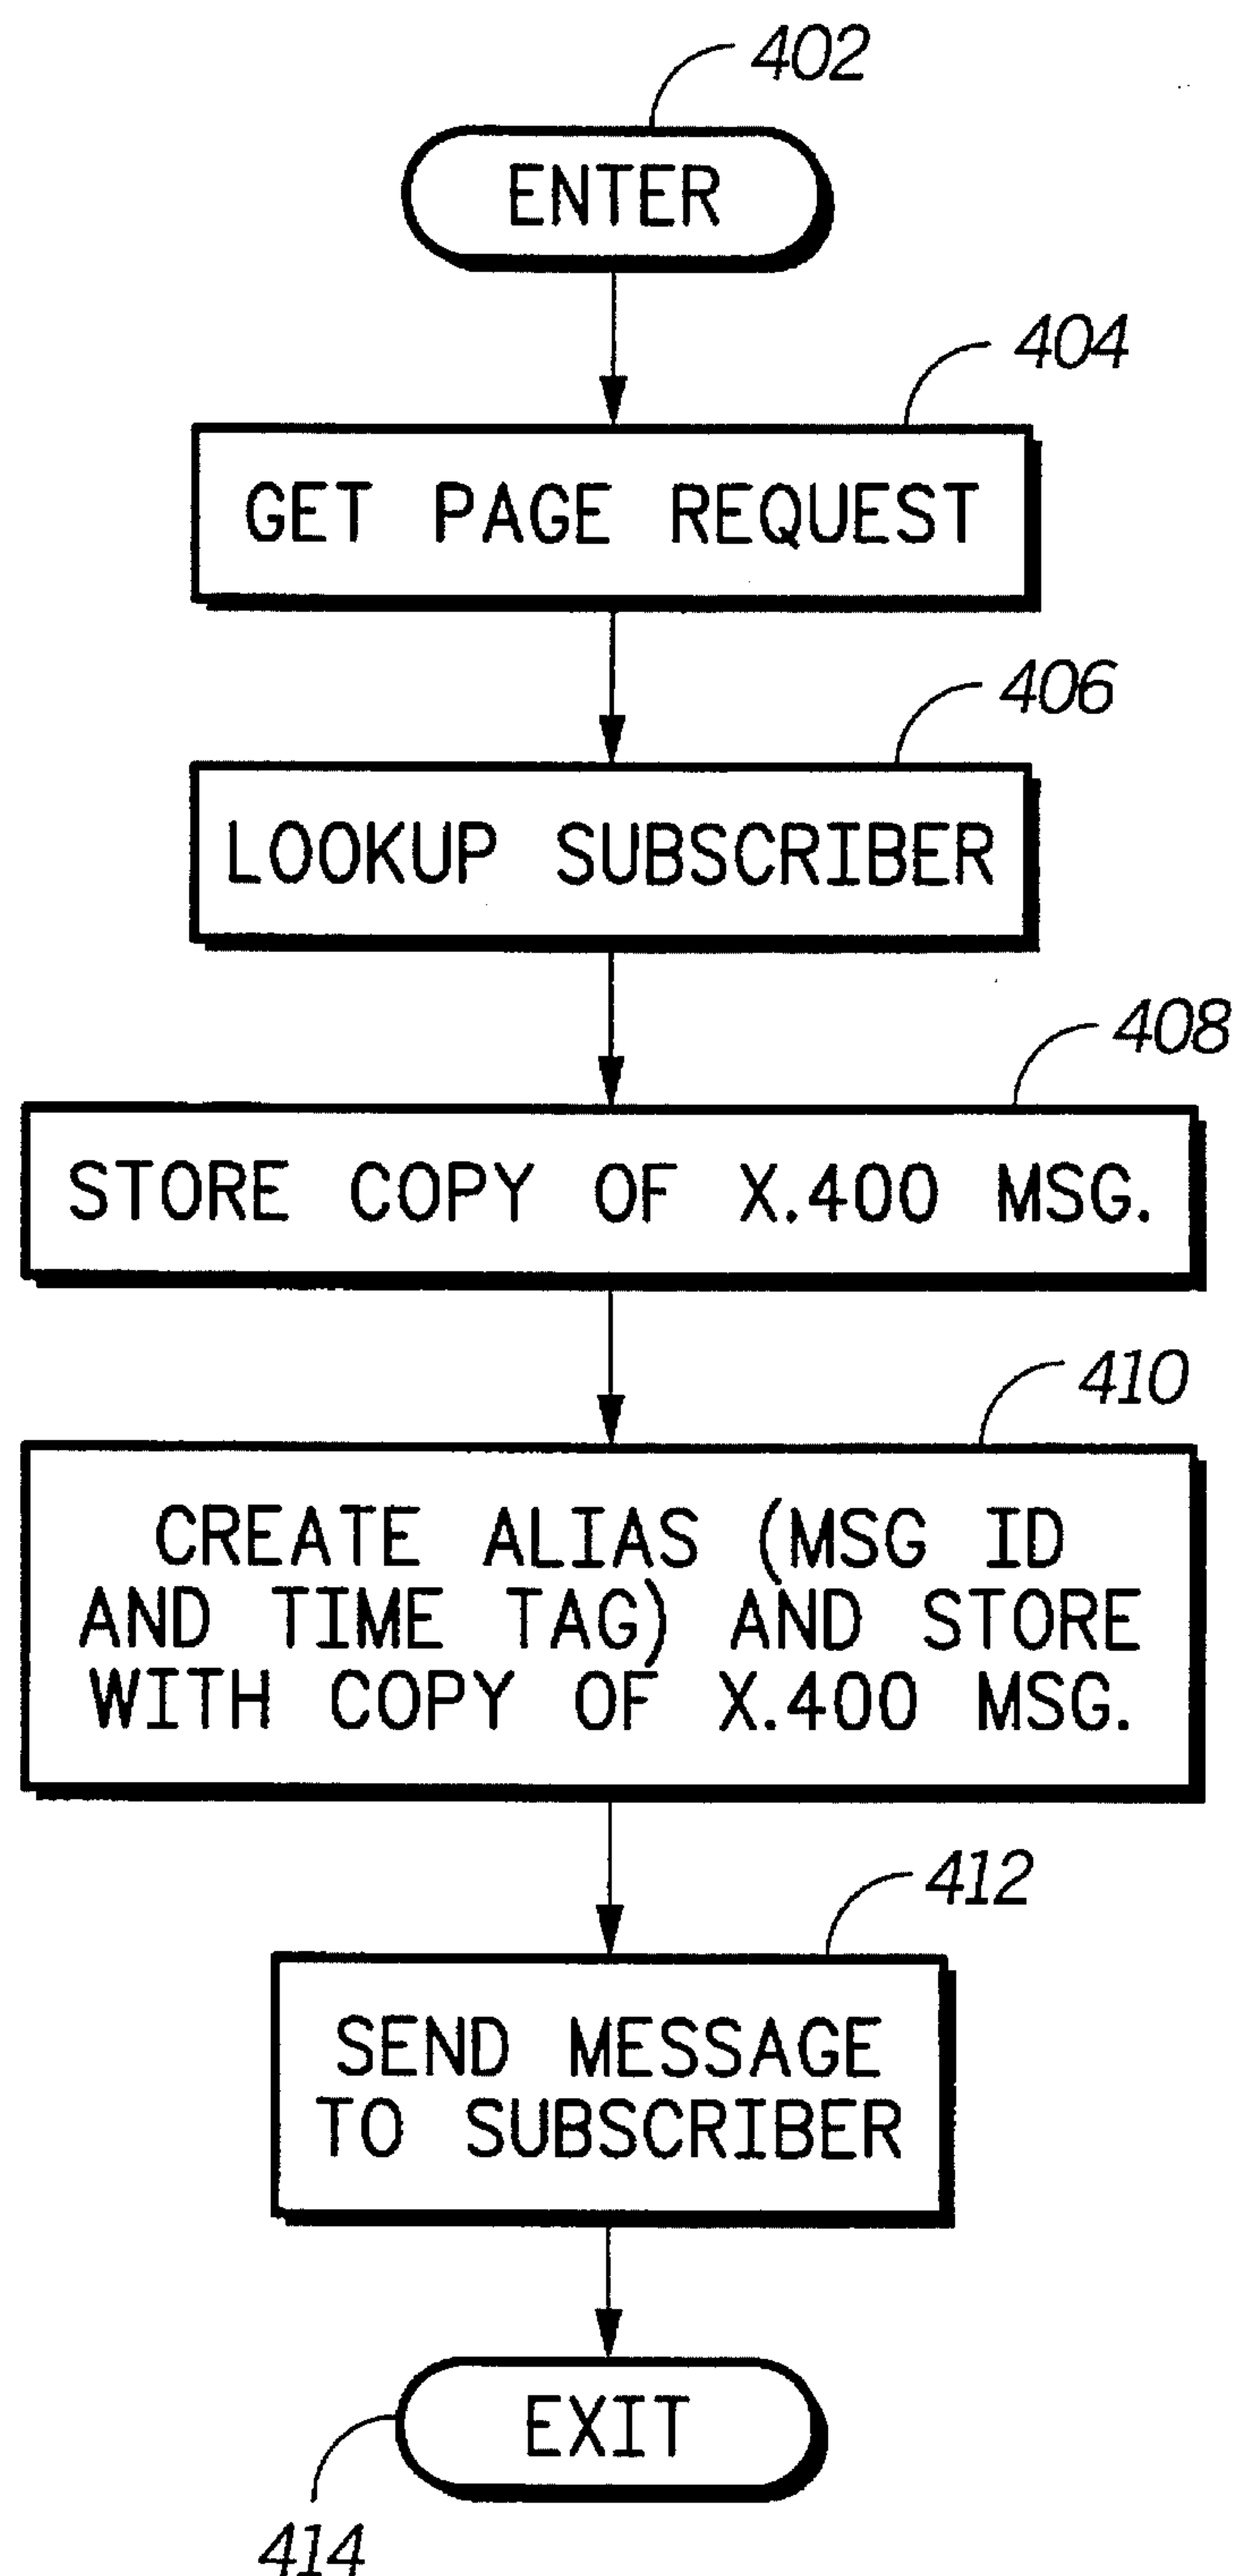 402
ENTER
404
GET PAGE REQUEST
406
LOOKUP SUBSCRIBER
408
STORE COPY OF X.400 MSG.
410
CREATE ALIAS (MSG ID
AND TIME TAG) AND STORE
WITH COPY OF X.400 MSG.
412
SEND MESSAGE
TO SUBSCRIBER
EXIT
414